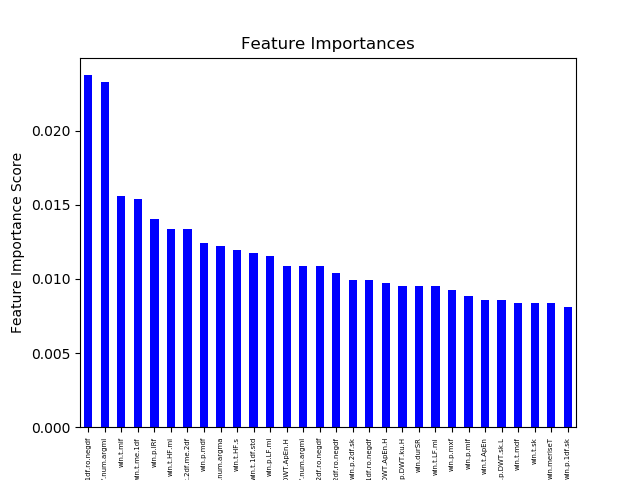 Feature Importances
Feature Importance Score
0.020
0.015
0.010
0.005
0.000
1df.ro.negdf
.num.argmi
win.t.mif
win.t.me.1df
win.p.IRf
win.t.HF.mi
.2df.me.2df
win.p.mdf
.num.argma
win.t.HF.s
win.t.1df.std
win.p.LF.mi
DWT.ApEn.H
.num.argmi
2df.ro.negdf
2df.ro.negdf
win.p.2df.sk
1df.ro.negdf
DWT.ApEn.H
p.DWT.ku.H
win.durSR
win.t.LF.mi
win.p.mxf
win.p.mif
win.t.ApEn
.p.DWT.sk.L
win.t.mdf
win.t.sk
win.meriseT
win.p.1df.sk